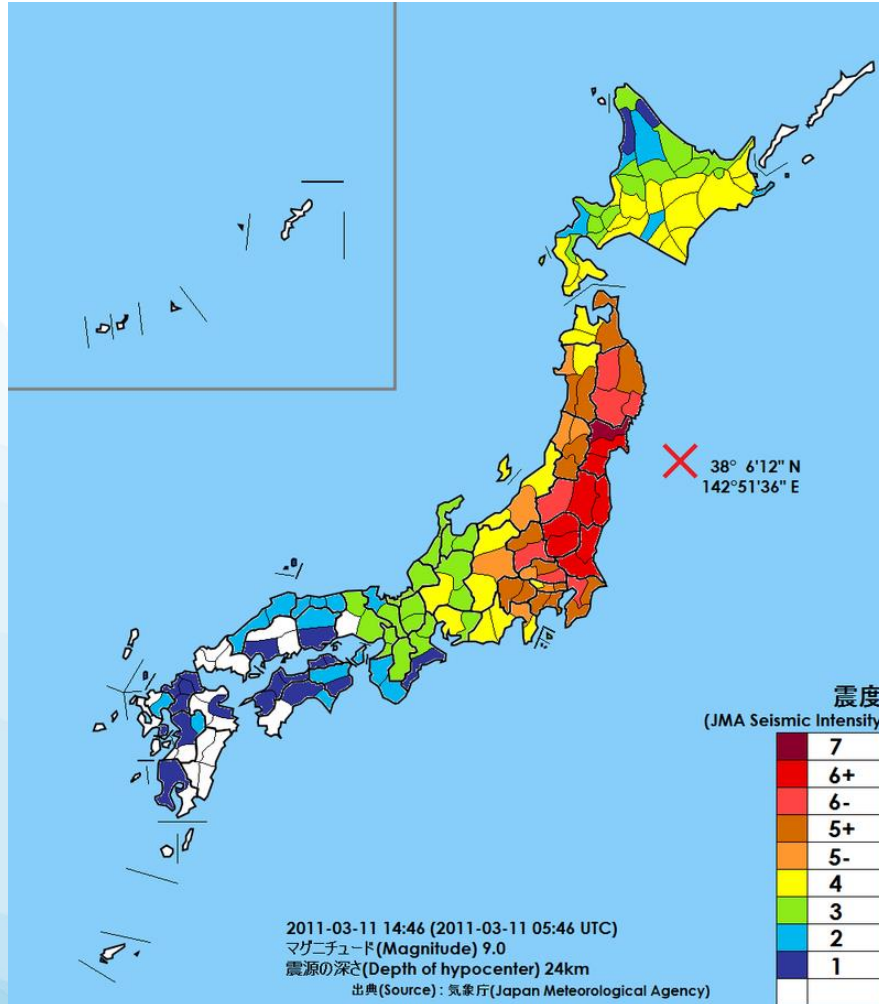 38° 6'12" N
142°51'36" E
震度
(JMA Seismic Intensity
7
6+
6-
5+
5-
4
3
2
1
2011-03-11 14:46 (2011-03-11 05:46 UTC)
マグニチュード(Magnitude) 9.0
震源の深さ(Depth of hypocenter) 24km
出典(Source) : 気象庁(Japan Meteorological Agency)